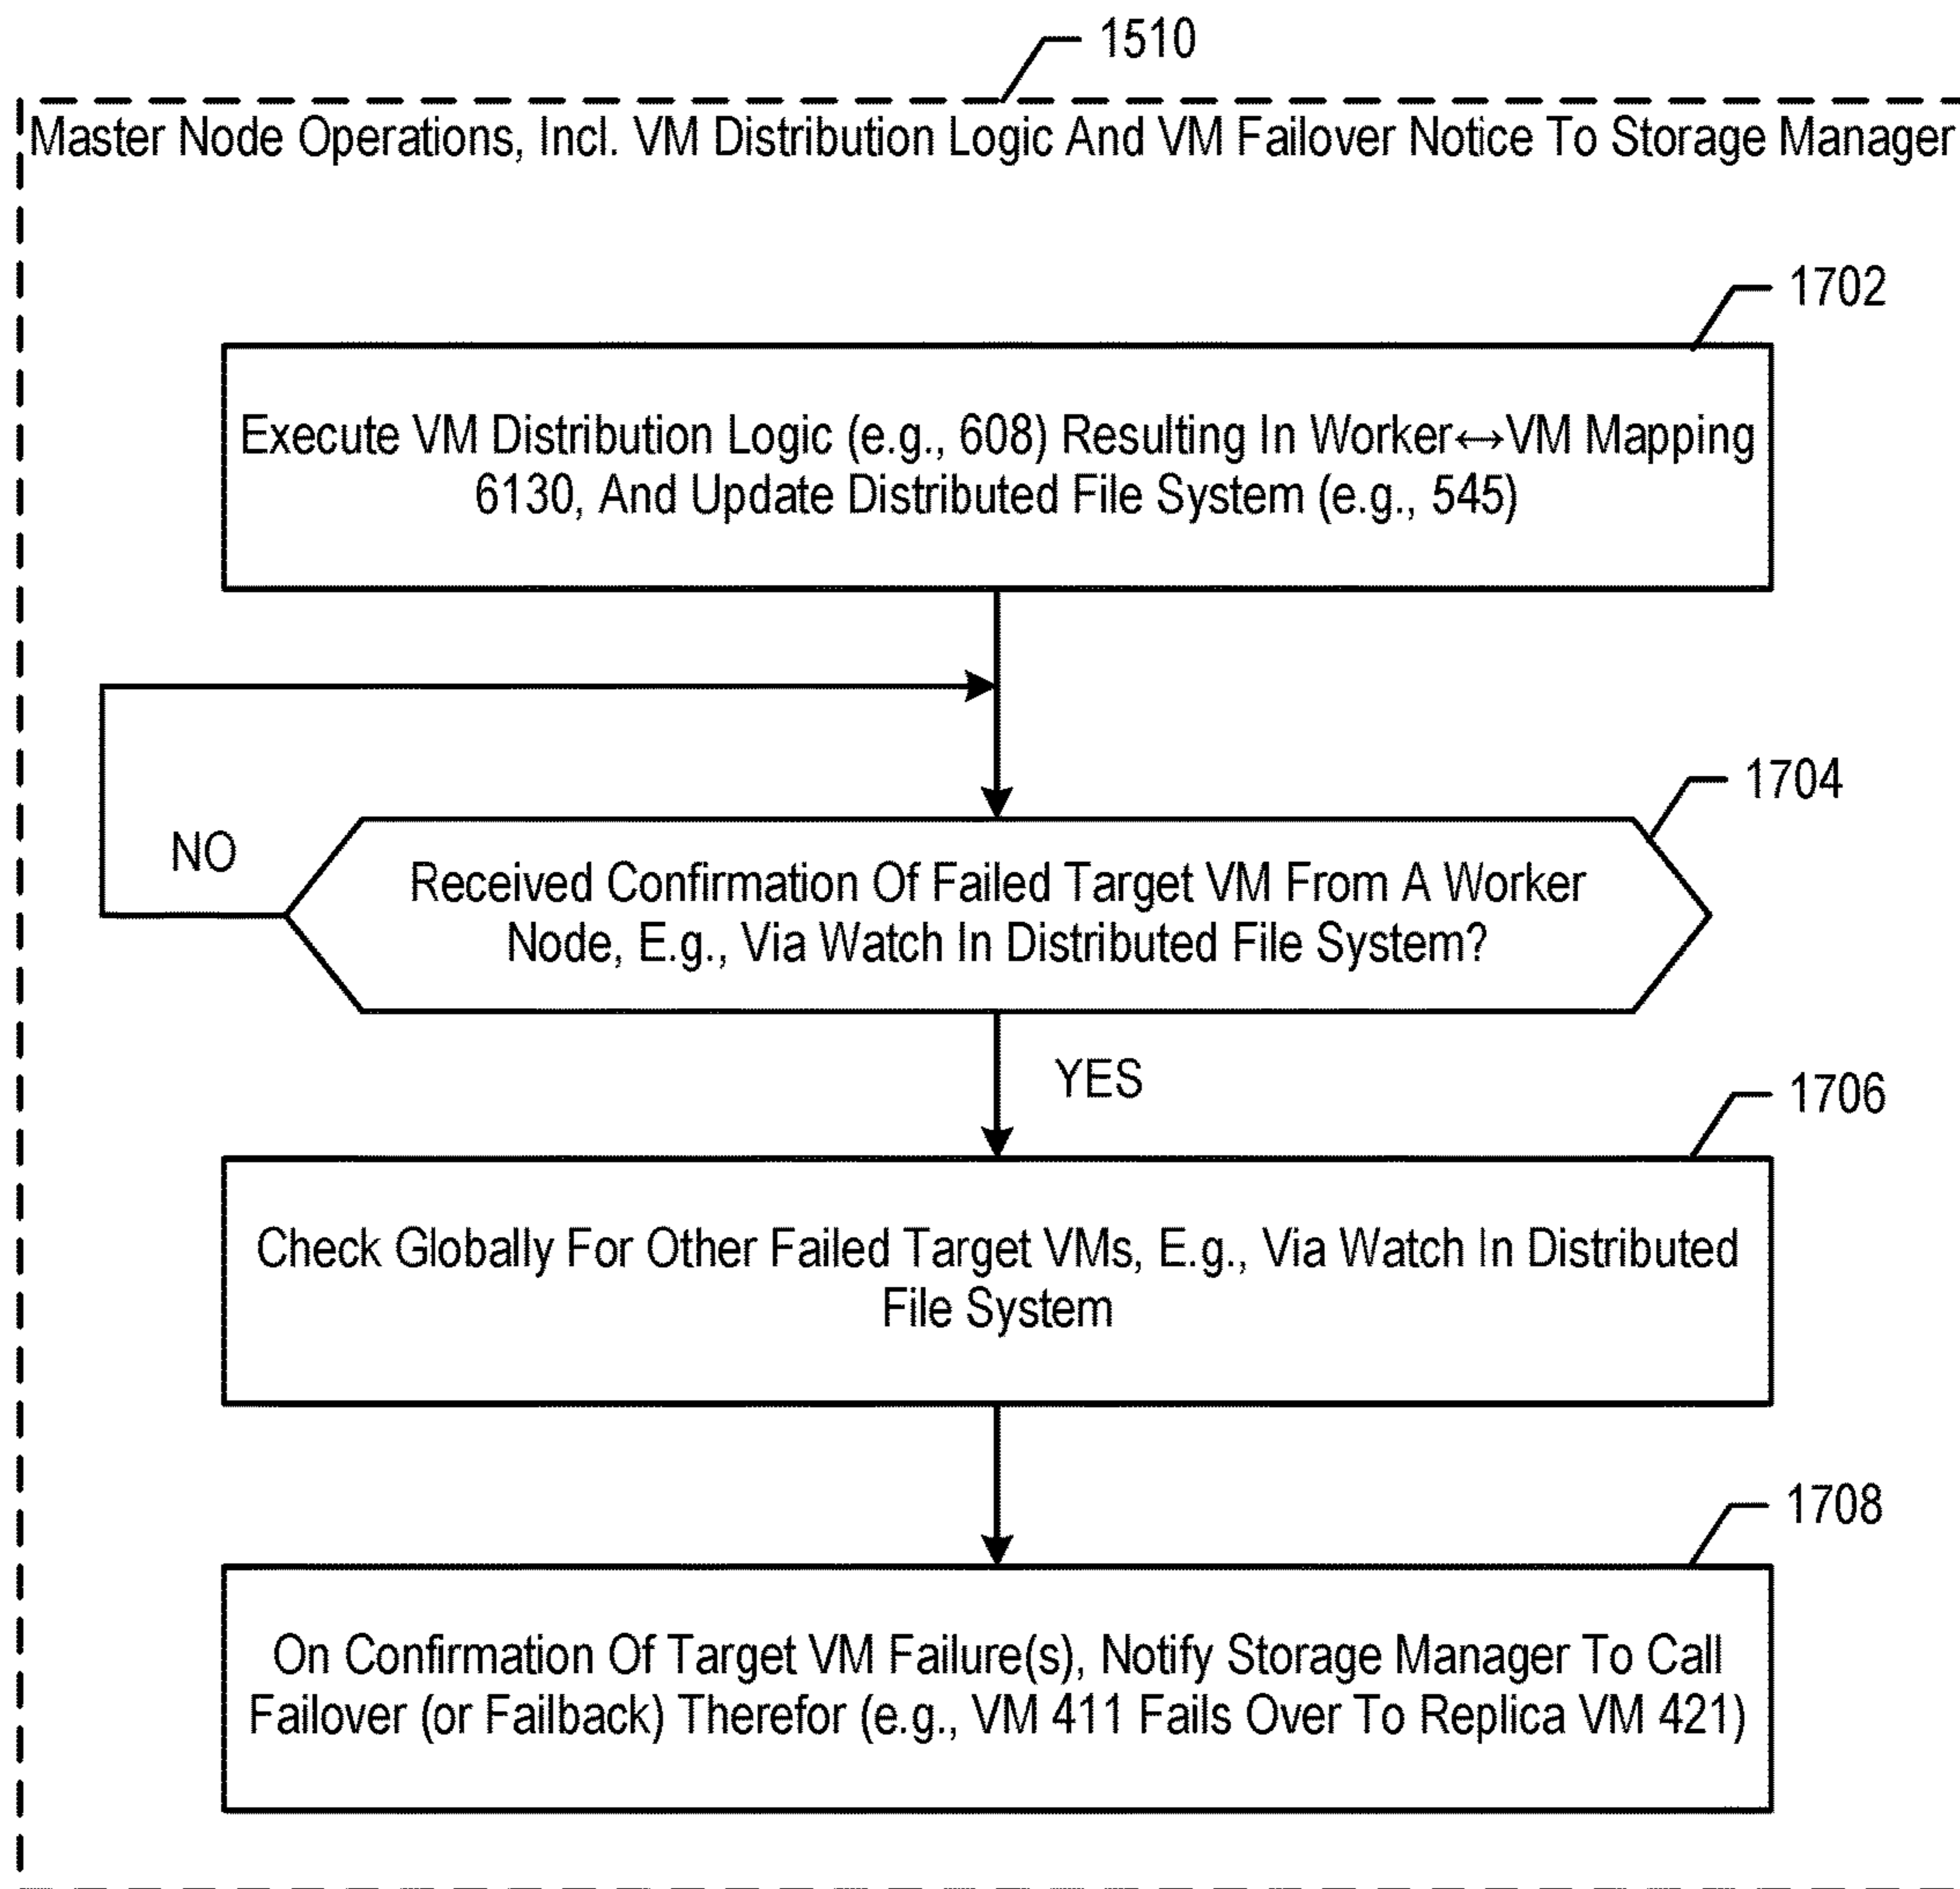 1510
Master Node Operations, Incl. VM Distribution Logic And VM Failover Notice To Storage Manager
1702
Execute VM Distribution Logic (e.g., 608) Resulting In Worker↔VM Mapping
6130, And Update Distributed File System (e.g., 545)
1704
NO
Received Confirmation Of Failed Target VM From A Worker
Node, E.g., Via Watch In Distributed File System?
YES
1706
Check Globally For Other Failed Target VMs, E.g., Via Watch In Distributed
File System
1708
On Confirmation Of Target VM Failure(s), Notify Storage Manager To Call
Failover (or Failback) Therefor (e.g., VM 411 Fails Over To Replica VM 421)